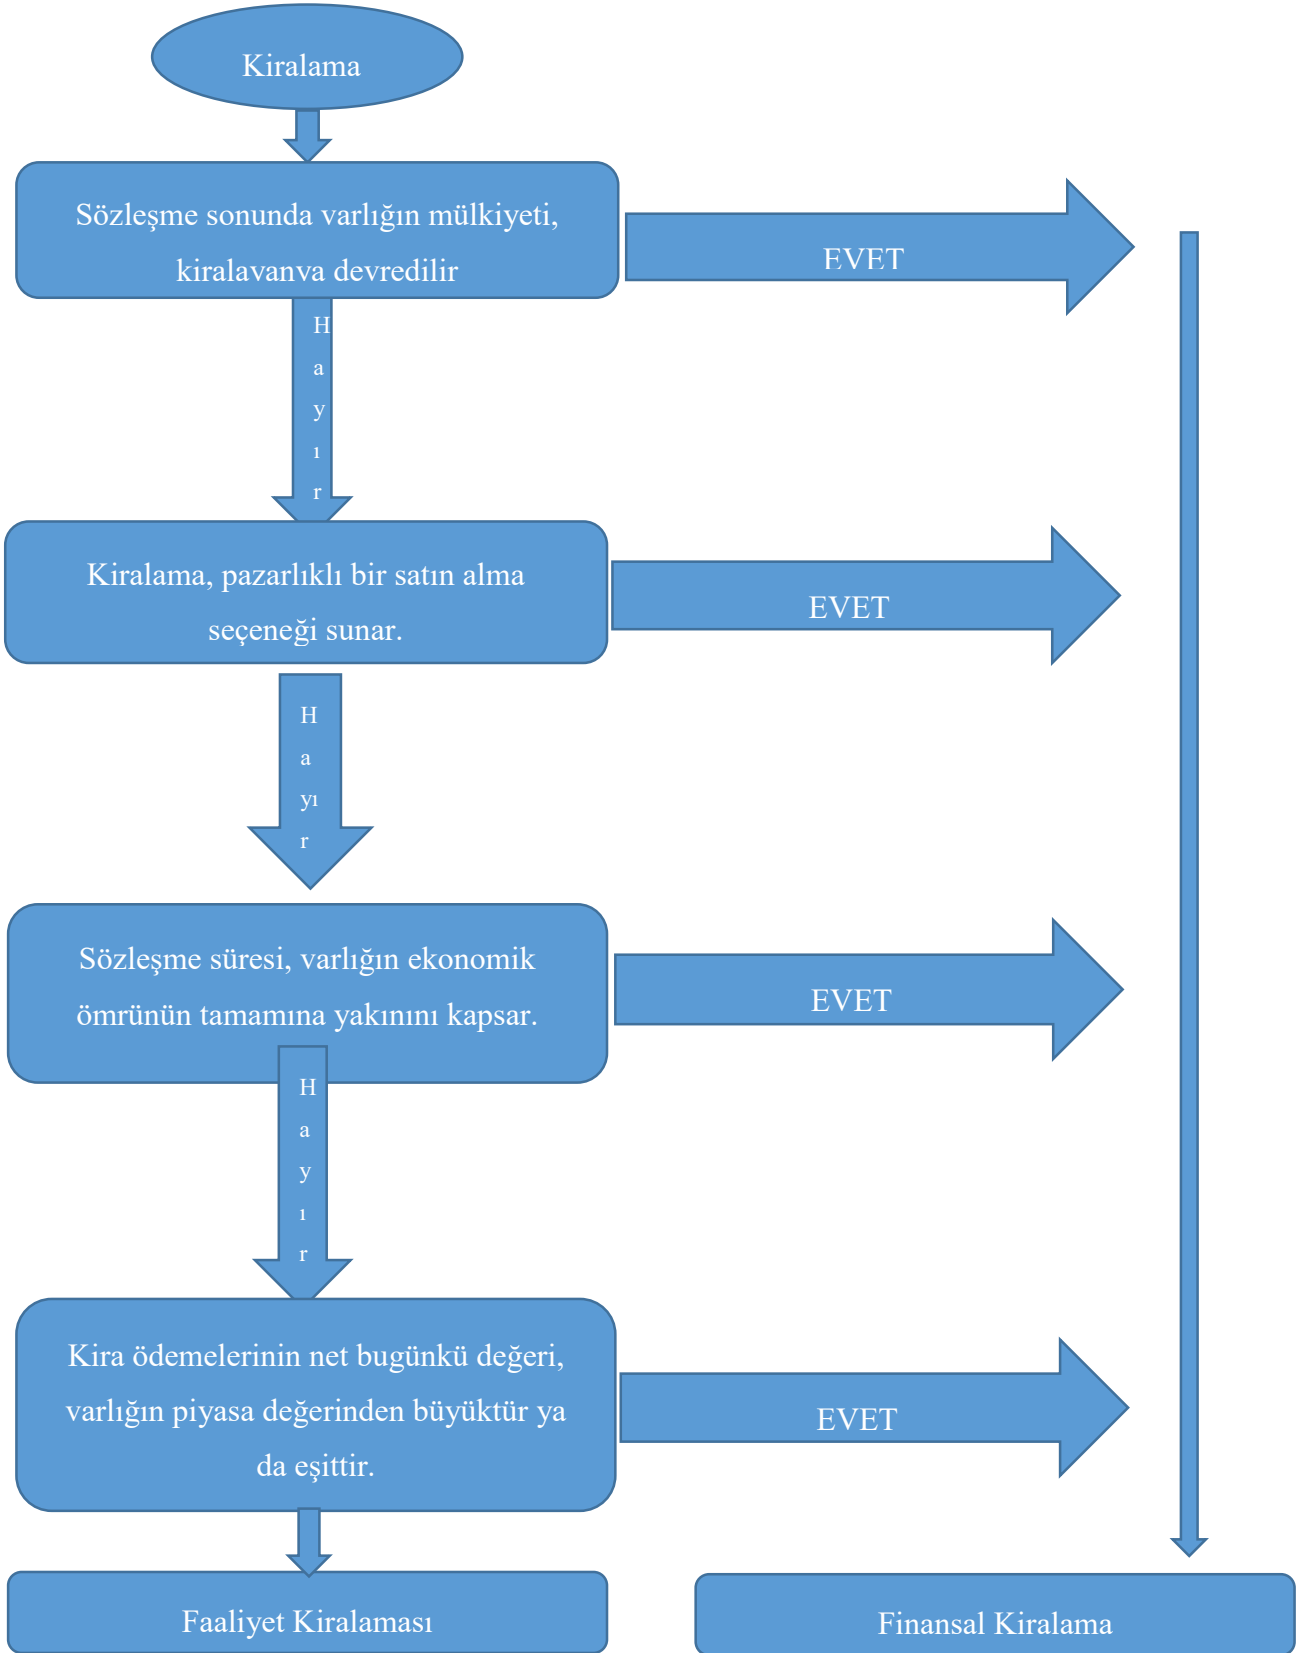 Kiralama
Sözleşme sonunda varlığın mülkiyeti,
kiralavanva devredilir
EVET
H
a
y
ı
r
Kiralama, pazarlıklı bir satın alma
seçeneği sunar.
EVET
H
a
yı
r
Sözleşme süresi, varlığın ekonomik
ömrünün tamamına yakınını kapsar.
EVET
H
a
y
ı
r
Kira ödemelerinin net bugünkü değeri,
varlığın piyasa değerinden büyüktür ya
da eşittir.
EVET
Faaliyet Kiralaması
Finansal Kiralama